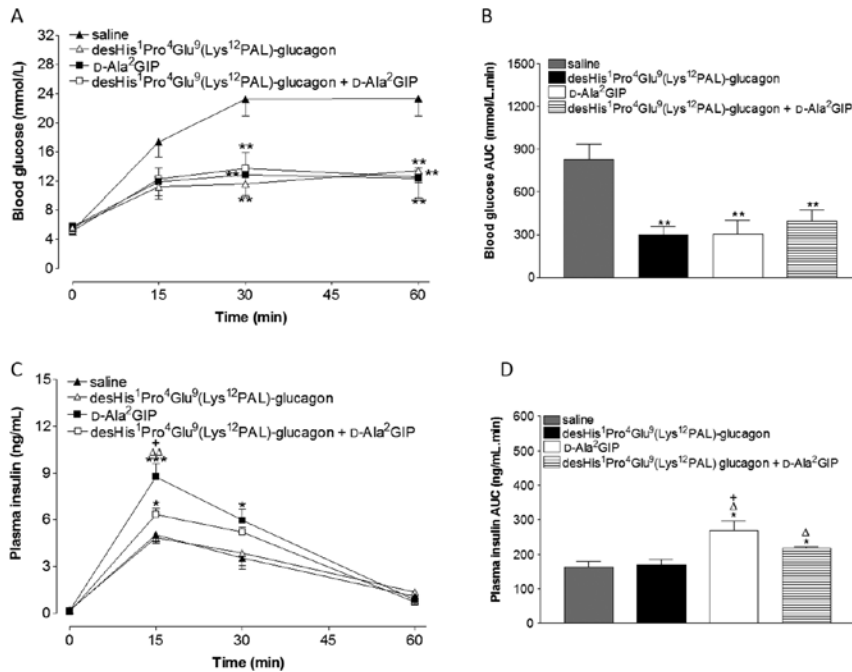 A
saline
desHis¹Pro⁴Glu⁹(Lys¹²PAL)-glucagon
D-Ala²GIP
desHis¹Pro⁴Glu⁹(Lys¹²PAL)-glucagon + D-Ala²GIP
Blood glucose (mmol/L)
32
28
24
20
16
12
8
4
0
**
**
**
**
**
**
0
15
30
45
60
Time (min)
B
saline
desHis¹Pro⁴Glu⁹(Lys¹²PAL)-glucagon
D-Ala²GIP
desHis¹Pro⁴Glu⁹(Lys¹²PAL)-glucagon + D-Ala²GIP
Blood glucose AUC (mmol/L.min)
1500
1200
900
600
300
0
**
**
**
C
saline
desHis¹Pro⁴Glu⁹(Lys¹²PAL)-glucagon
D-Ala²GIP
desHis¹Pro⁴Glu⁹(Lys¹²PAL)-glucagon + D-Ala²GIP
Plasma insulin (ng/mL)
15
12
9
6
3
0
+
ΔΔ
***
*
*
0
15
30
45
60
Time (min)
D
saline
desHis¹Pro⁴Glu⁹(Lys¹²PAL)-glucagon
D-Ala²GIP
desHis¹Pro⁴Glu⁹(Lys¹²PAL) glucagon + D-Ala²GIP
Plasma insulin AUC (ng/mL.min)
600
500
400
300
200
100
0
+
Δ
*
Δ
*